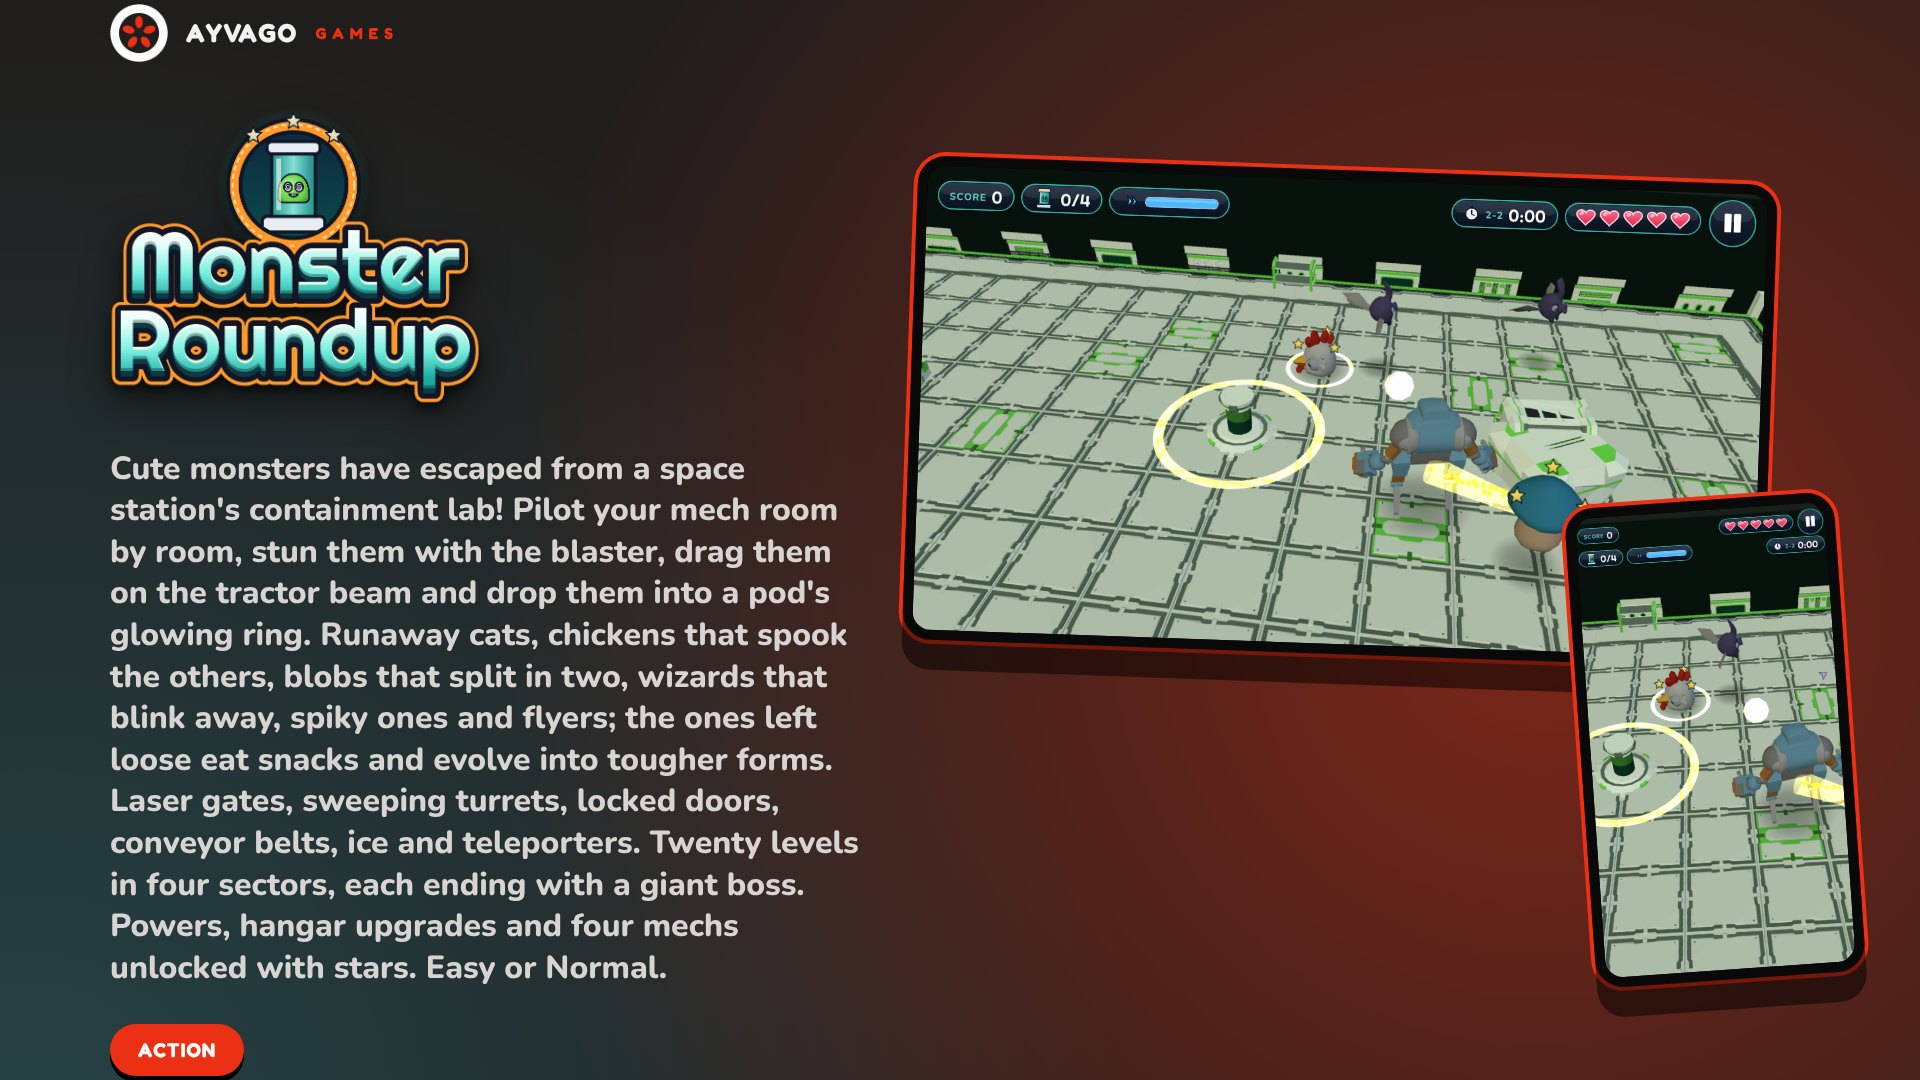 AYVAGO GAMES
Monster
Roundup
Cute monsters have escaped from a space
station's containment lab! Pilot your mech room
by room, stun them with the blaster, drag them
on the tractor beam and drop them into a pod's
glowing ring. Runaway cats, chickens that spook
the others, blobs that split in two, wizards that
blink away, spiky ones and flyers; the ones left
loose eat snacks and evolve into tougher forms.
Laser gates, sweeping turrets, locked doors,
conveyor belts, ice and teleporters. Twenty levels
in four sectors, each ending with a giant boss.
Powers, hangar upgrades and four mechs
unlocked with stars. Easy or Normal.
ACTION
SCORE 0 0/4 2-2 0:00
SCORE 0
0/4 2-2 0:00